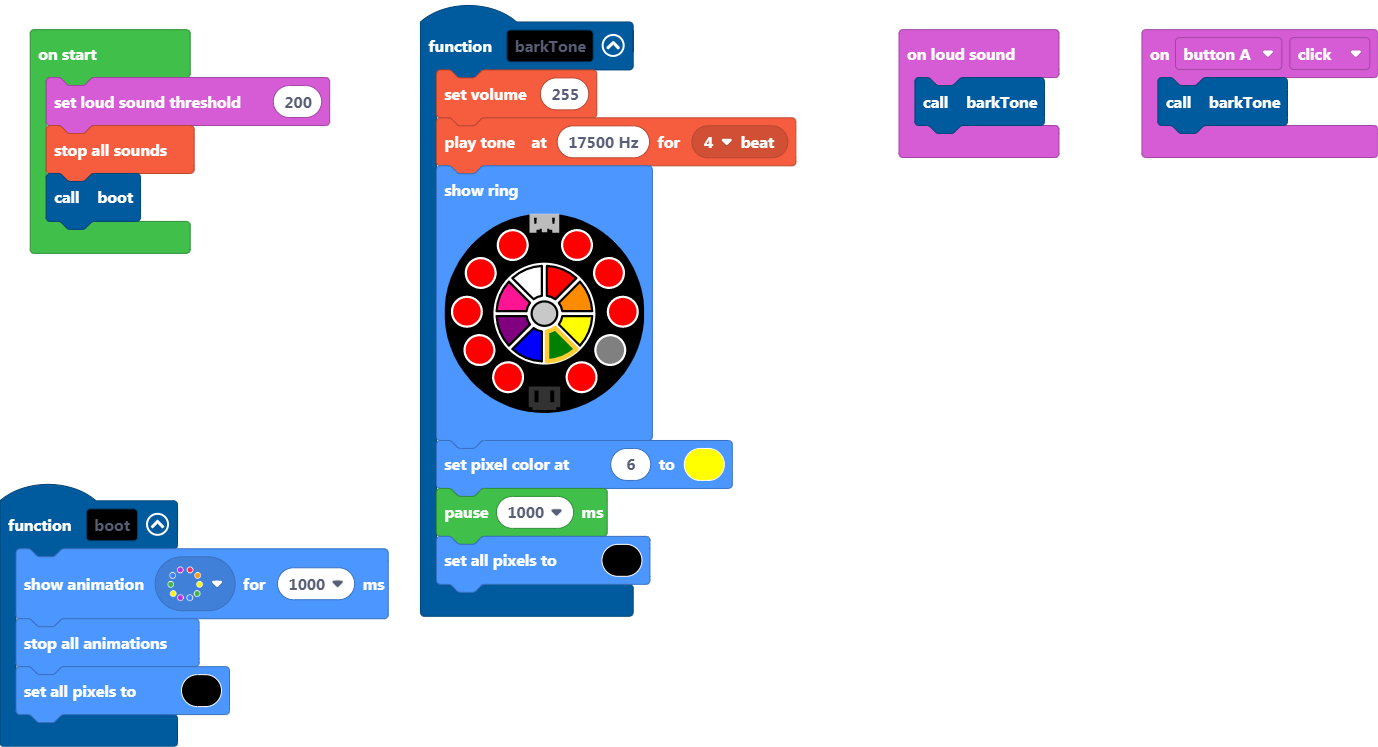 on start
set loud sound threshold 200
stop all sounds
call boot
function barkTone
set volume 255
play tone at 17500 Hz for 4 beat
show ring
set pixel color at 6 to
pause 1000 ms
set all pixels to
on loud sound
call barkTone
on button A click
call barkTone
function boot
show animation for 1000 ms
stop all animations
set all pixels to